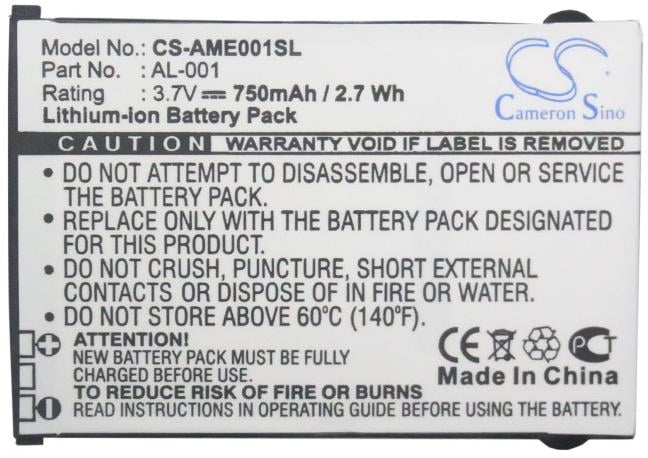 Model No.: CS-AME001SL
Part No. : AL-001
Rating : 3.7V 750mAh / 2.7 Wh
Lithium-ion Battery Pack
CS
Cameron Sino
CAUTION WARRANTY VOID IF LABEL IS REMOVED
• DO NOT ATTEMPT TO DISASSEMBLE, OPEN OR SERVICE
THE BATTERY PACK.
• REPLACE ONLY WITH THE BATTERY PACK DESIGNATED
FOR THIS UNIT.
• DO NOT CRUSH, PUNCTURE, SHORT EXTERNAL
CONTACTS OR DISPOSE OF IN FIRE OR WATER.
• DO NOT STORE ABOVE 60°C (140°F).
ATTENTION!
NEW BATTERY PACK MUST BE FULLY
CHARGED BEFORE USE.
TO REDUCE RISK OF FIRE OR BURNS
READ INSTRUCTIONS IN OPERATING GUIDE BEFORE USING THE BATTERY.
CE PCT
Made In China